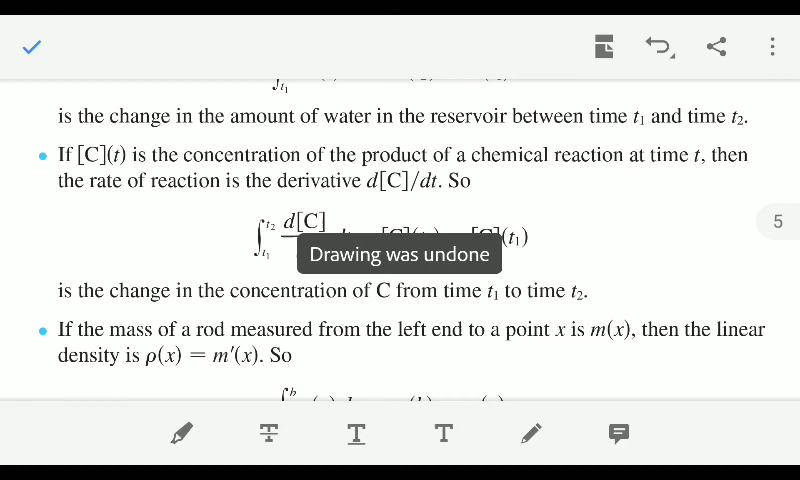 t₁
is the change in the amount of water in the reservoir between time t₁ and time t₂.
• If [C](t) is the concentration of the product of a chemical reaction at time t, then
the rate of reaction is the derivative d[C]/dt. So
∫ t₂ t₁ d[C] (t₁)
5
Drawing was undone
is the change in the concentration of C from time t₁ to time t₂.
• If the mass of a rod measured from the left end to a point x is m(x), then the linear
density is ρ(x) = m′(x). So
∫ b